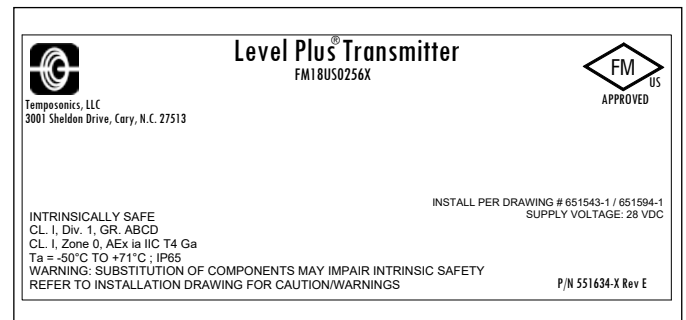 Level Plus® Transmitter
FM18US0256X
FM
US
APPROVED
Temposonics, LLC
3001 Sheldon Drive, Cary, N.C. 27513
INSTALL PER DRAWING # 651543-1 / 651594-1
SUPPLY VOLTAGE: 28 VDC
INTRINSICALLY SAFE
CL. I, Div. 1, GR. ABCD
CL. I, Zone 0, AEx ia IIC T4 Ga
Ta = -50°C TO +71°C ; IP65
WARNING: SUBSTITUTION OF COMPONENTS MAY IMPAIR INTRINSIC SAFETY
REFER TO INSTALLATION DRAWING FOR CAUTION/WARNINGS
P/N 551634-X Rev E